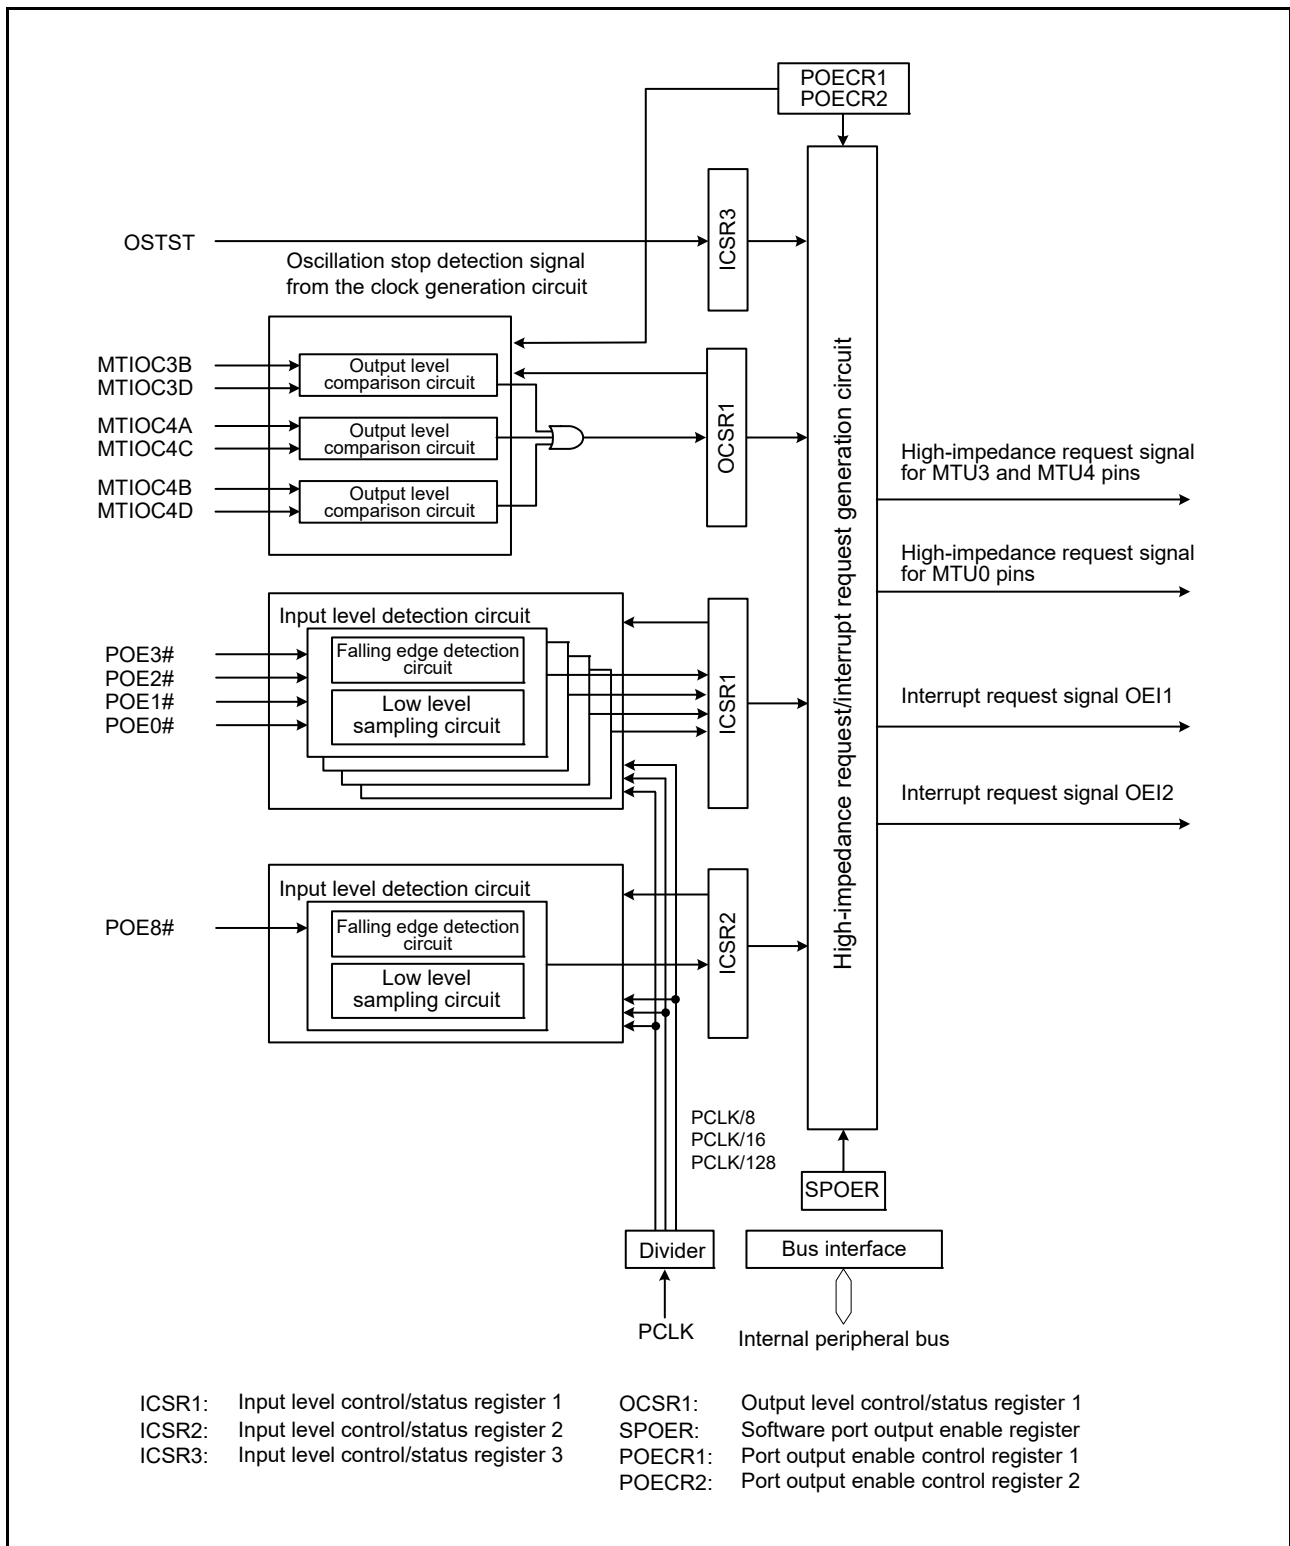 POECR1
POECR2
OSTST
ICSR3
Oscillation stop detection signal
from the clock generation circuit
MTIOC3B
MTIOC3D
Output level
comparison circuit
MTIOC4A
MTIOC4C
Output level
comparison circuit
MTIOC4B
MTIOC4D
Output level
comparison circuit
OCSR1
High-impedance request/interrupt request generation circuit
High-impedance request signal
for MTU3 and MTU4 pins
High-impedance request signal
for MTU0 pins
Interrupt request signal OEI1
Interrupt request signal OEI2
Input level detection circuit
POE3#
POE2#
POE1#
POE0#
Falling edge detection
circuit
Low level
sampling circuit
ICSR1
Input level detection circuit
POE8#
Falling edge detection
circuit
Low level
sampling circuit
ICSR2
PCLK/8
PCLK/16
PCLK/128
SPOER
Divider
Bus interface
PCLK
Internal peripheral bus
ICSR1: Input level control/status register 1
ICSR2: Input level control/status register 2
ICSR3: Input level control/status register 3
OCSR1: Output level control/status register 1
SPOER: Software port output enable register
POECR1: Port output enable control register 1
POECR2: Port output enable control register 2